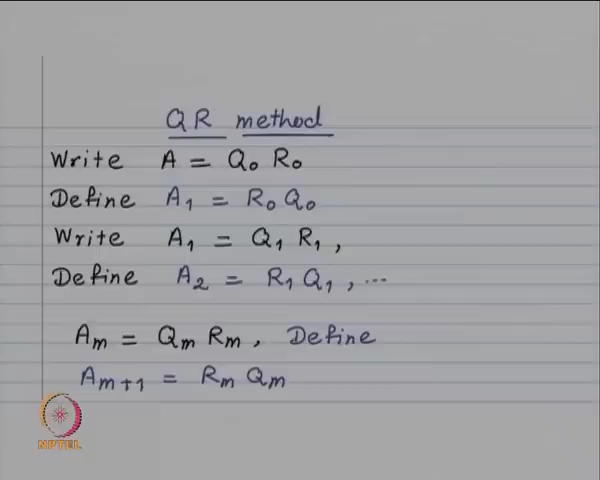 QR method
Write A = Q₀ R₀
Define A₁ = R₀ Q₀
Write A₁ = Q₁ R₁ ,
Define A₂ = R₁ Q₁ , ...
Aₘ = Qₘ Rₘ , Define
Aₘ₊₁ = Rₘ Qₘ
NPTEL